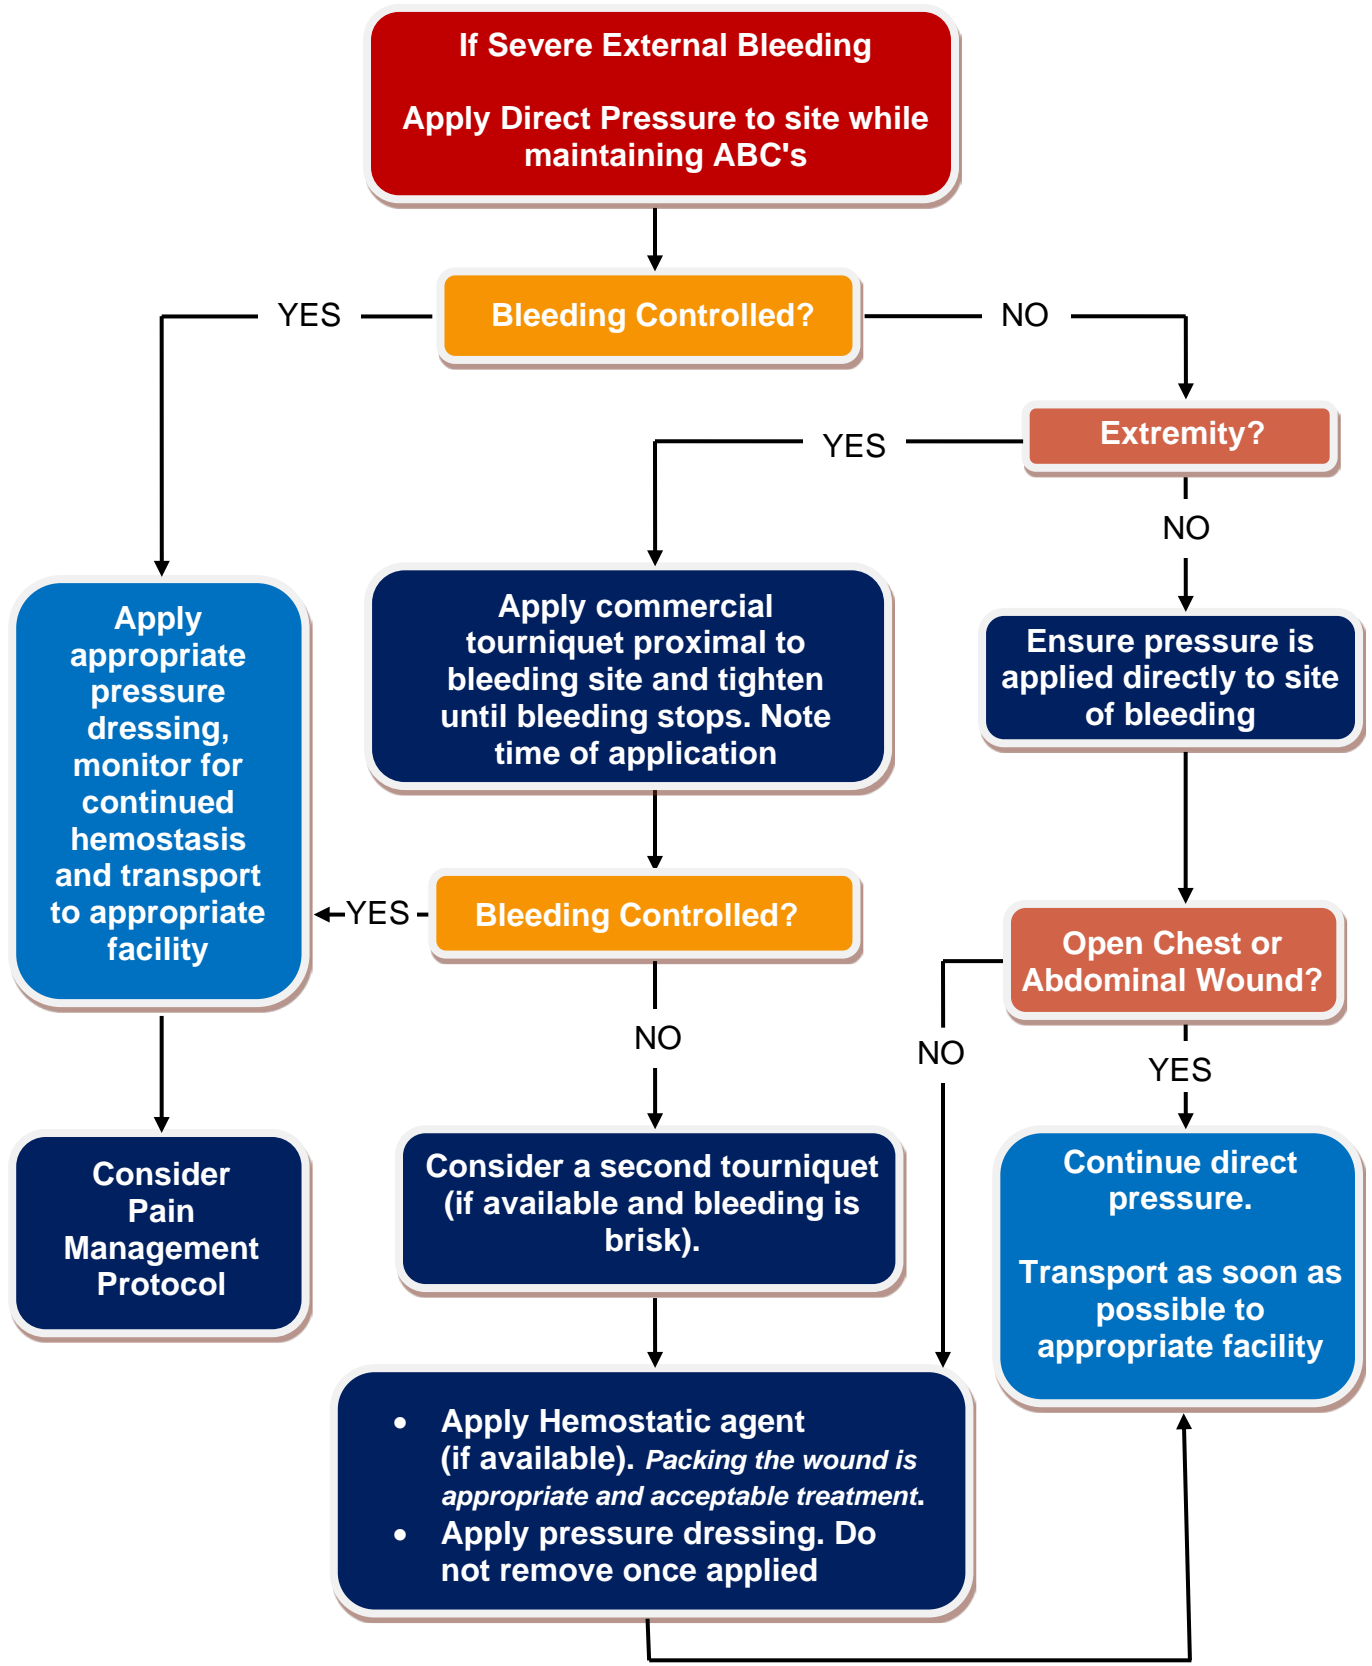 If Severe External Bleeding
Apply Direct Pressure to site while
maintaining ABC's
YES
Bleeding Controlled?
NO
Extremity?
YES
NO
Apply
appropriate
pressure
dressing,
monitor for
continued
hemostasis
and transport
to appropriate
facility
Apply commercial
tourniquet proximal to
bleeding site and tighten
until bleeding stops. Note
time of application
Ensure pressure is
applied directly to site
of bleeding
YES
Bleeding Controlled?
Open Chest or
Abdominal Wound?
NO
NO
YES
Consider
Pain
Management
Protocol
Consider a second tourniquet
(if available and bleeding is
brisk).
Continue direct
pressure.
Transport as soon as
possible to
appropriate facility
• Apply Hemostatic agent
(if available). Packing the wound is
appropriate and acceptable treatment.
• Apply pressure dressing. Do
not remove once applied